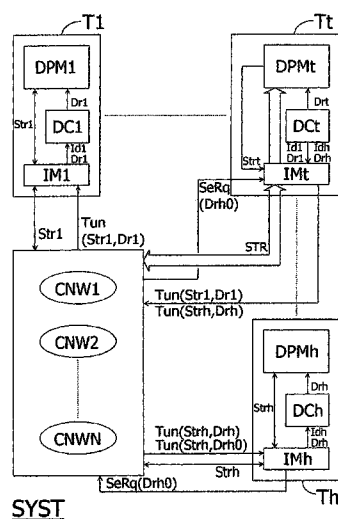 T1
DPM1
Dr1
Str1
DC1
Id1
Dr1
IM1
Tt
DPMt
Drt
DCt
Strt
Id1
Dr1
Idh
Drh
IMt
Str1
Tun
(Str1,Dr1)
SeRq
(Drh0)
STR
CNW1
CNW2
CNWN
Tun(Str1,Dr1)
Tun(Strh,Drh)
DPMh
Drh
Strh
DCh
Idh
Drh
IMh
Tun(Strh,Drh)
Tun(Strh,Drh0)
Strh
SeRq(Drh0)
Th
SYST